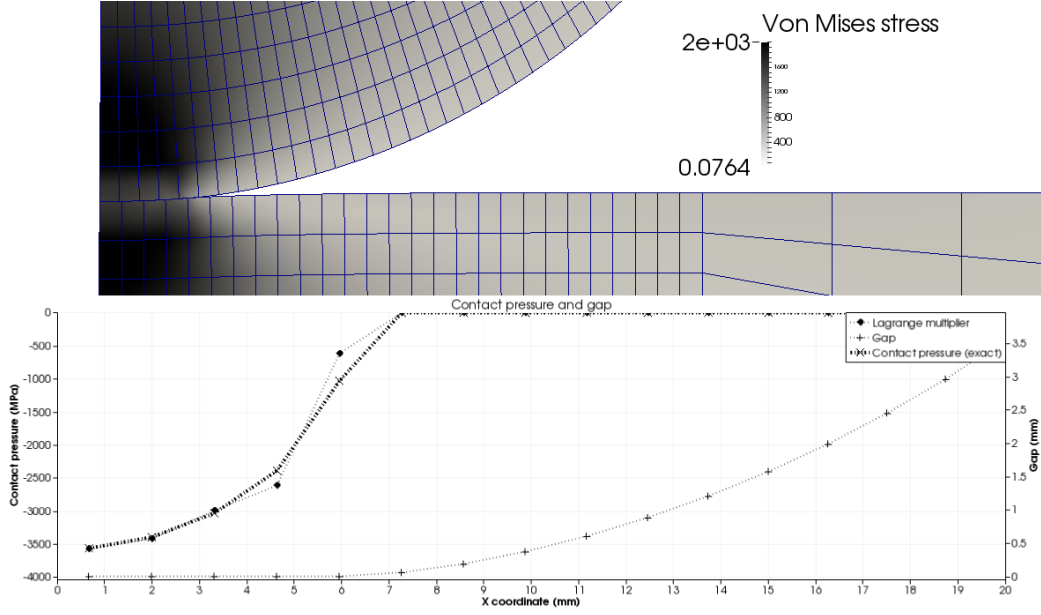 Von Mises stress
2e+03
1600
1200
800
400
0.0764
Contact pressure and gap
Contact pressure (MPa)
0
-500
-1000
-1500
-2000
-2500
-3000
-3500
-4000
Lagrange multiplier
Gap
Contact pressure (exact)
3.5
3
2.5
2
1.5
1
0.5
0
Gap (mm)
0 1 2 3 4 5 6 7 8 9 10 11 12 13 14 15 16 17 18 19 20
X coordinate (mm)